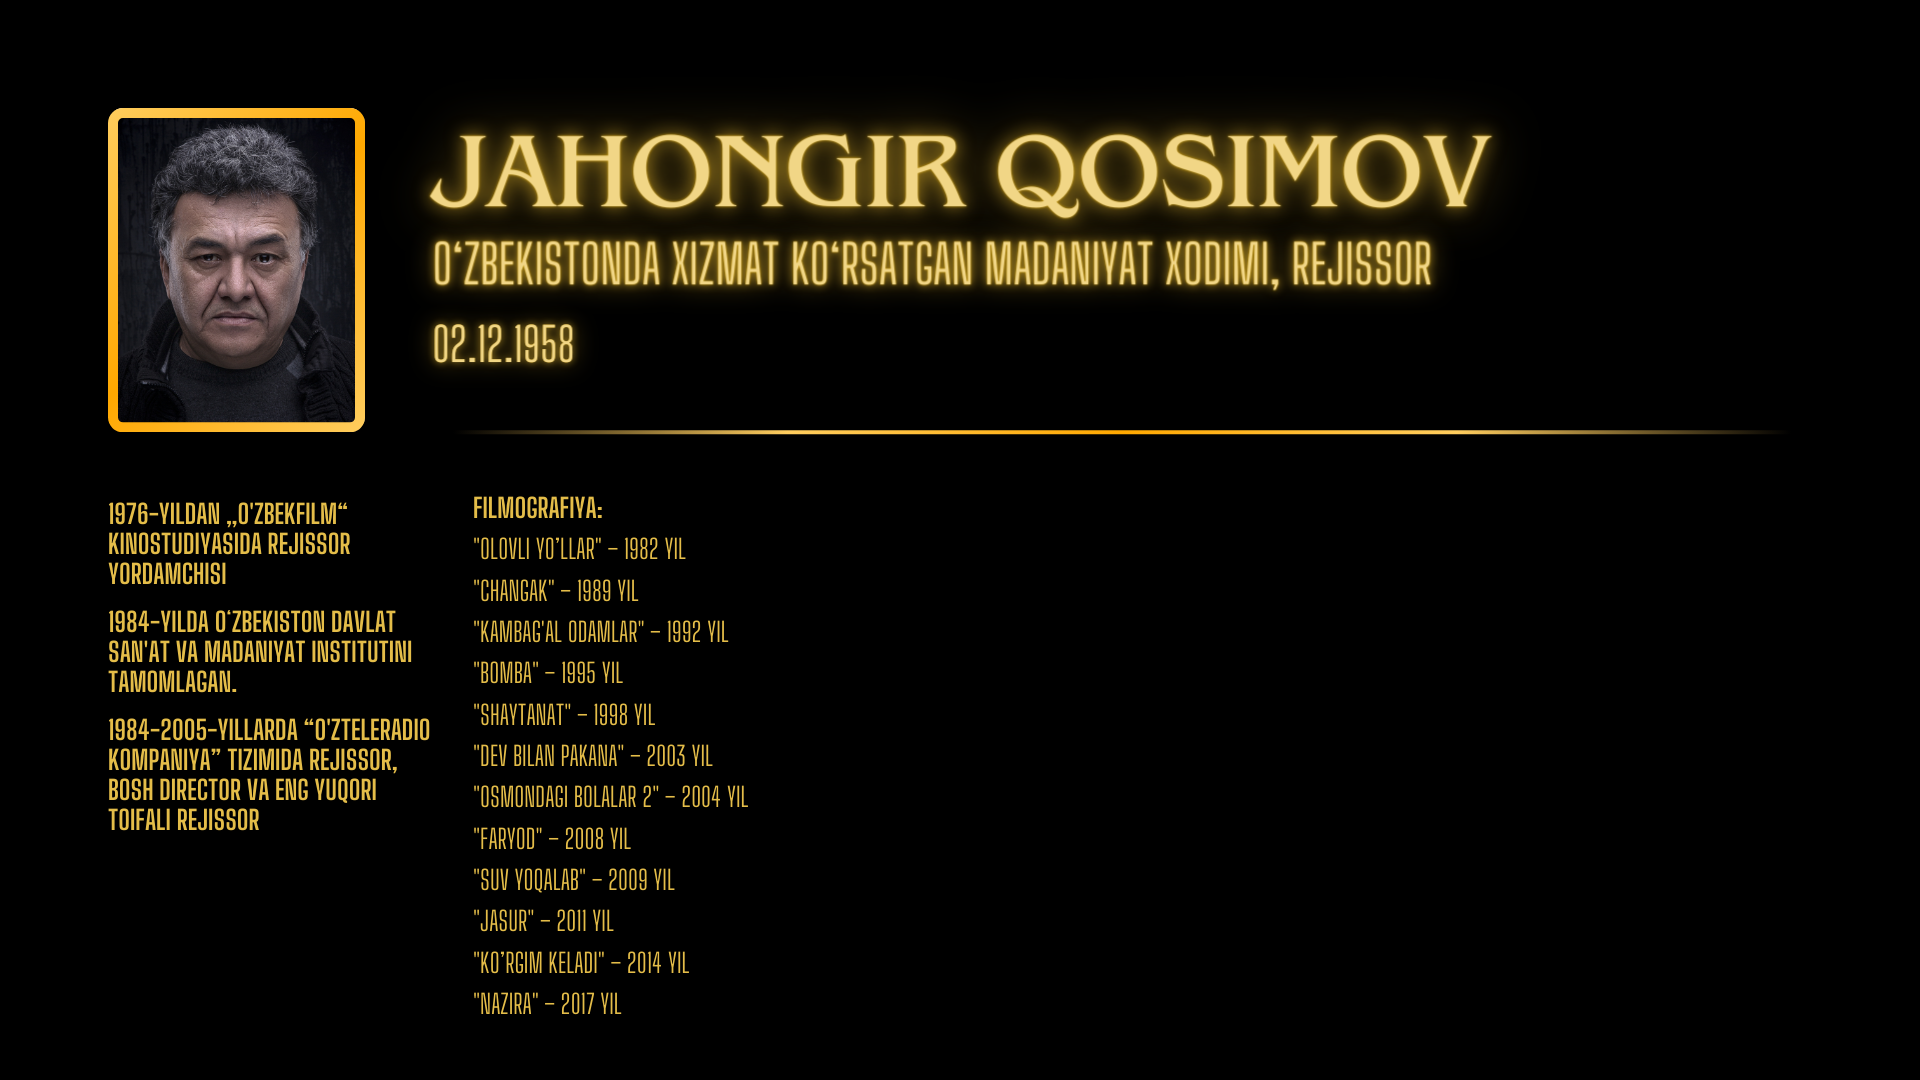 JAHONGIR QOSIMOV
O‘ZBEKISTONDA XIZMAT KO‘RSATGAN MADANIYAT XODIMI, REJISSOR
02.12.1958
1976-YILDAN „O'ZBEKFILM“
KINOSTUDIYASIDA REJISSOR
YORDAMCHISI
1984-YILDA O‘ZBEKISTON DAVLAT
SAN'AT VA MADANIYAT INSTITUTINI
TAMOMLAGAN.
1984-2005-YILLARDA “O'ZTELERADIO
KOMPANIYA” TIZIMIDA REJISSOR,
BOSH DIRECTOR VA ENG YUQORI
TOIFALI REJISSOR
FILMOGRAFIYA:
"OLOVLI YO’LLAR" – 1982 YIL
"CHANGAK" – 1989 YIL
"KAMBAG'AL ODAMLAR" – 1992 YIL
"BOMBA" – 1995 YIL
"SHAYTANAT" – 1998 YIL
"DEV BILAN PAKANA" – 2003 YIL
"OSMONDAGI BOLALAR 2" – 2004 YIL
"FARYOD" – 2008 YIL
"SUV YOQALAB" – 2009 YIL
"JASUR" – 2011 YIL
"KO’RGIM KELADI" – 2014 YIL
"NAZIRA" – 2017 YIL